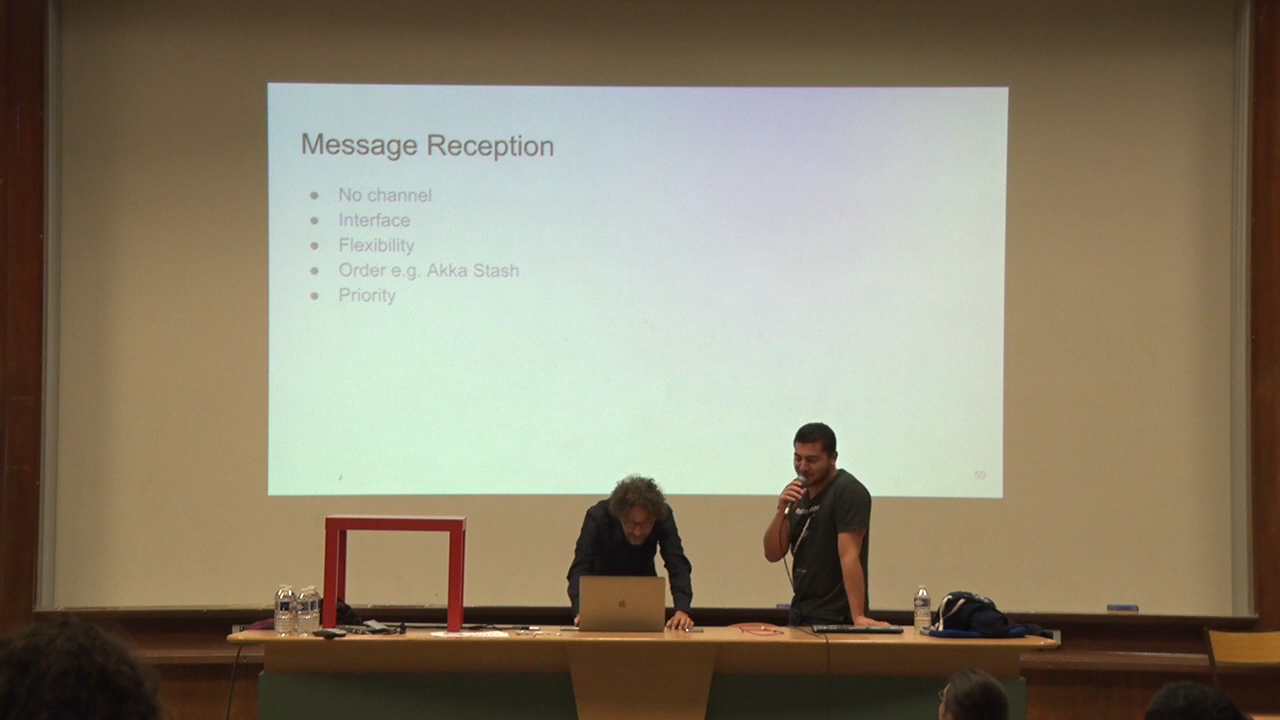 Message Reception
● No channel
● Interface
● Flexibility
● Order e.g. Akka Stash
● Priority
50